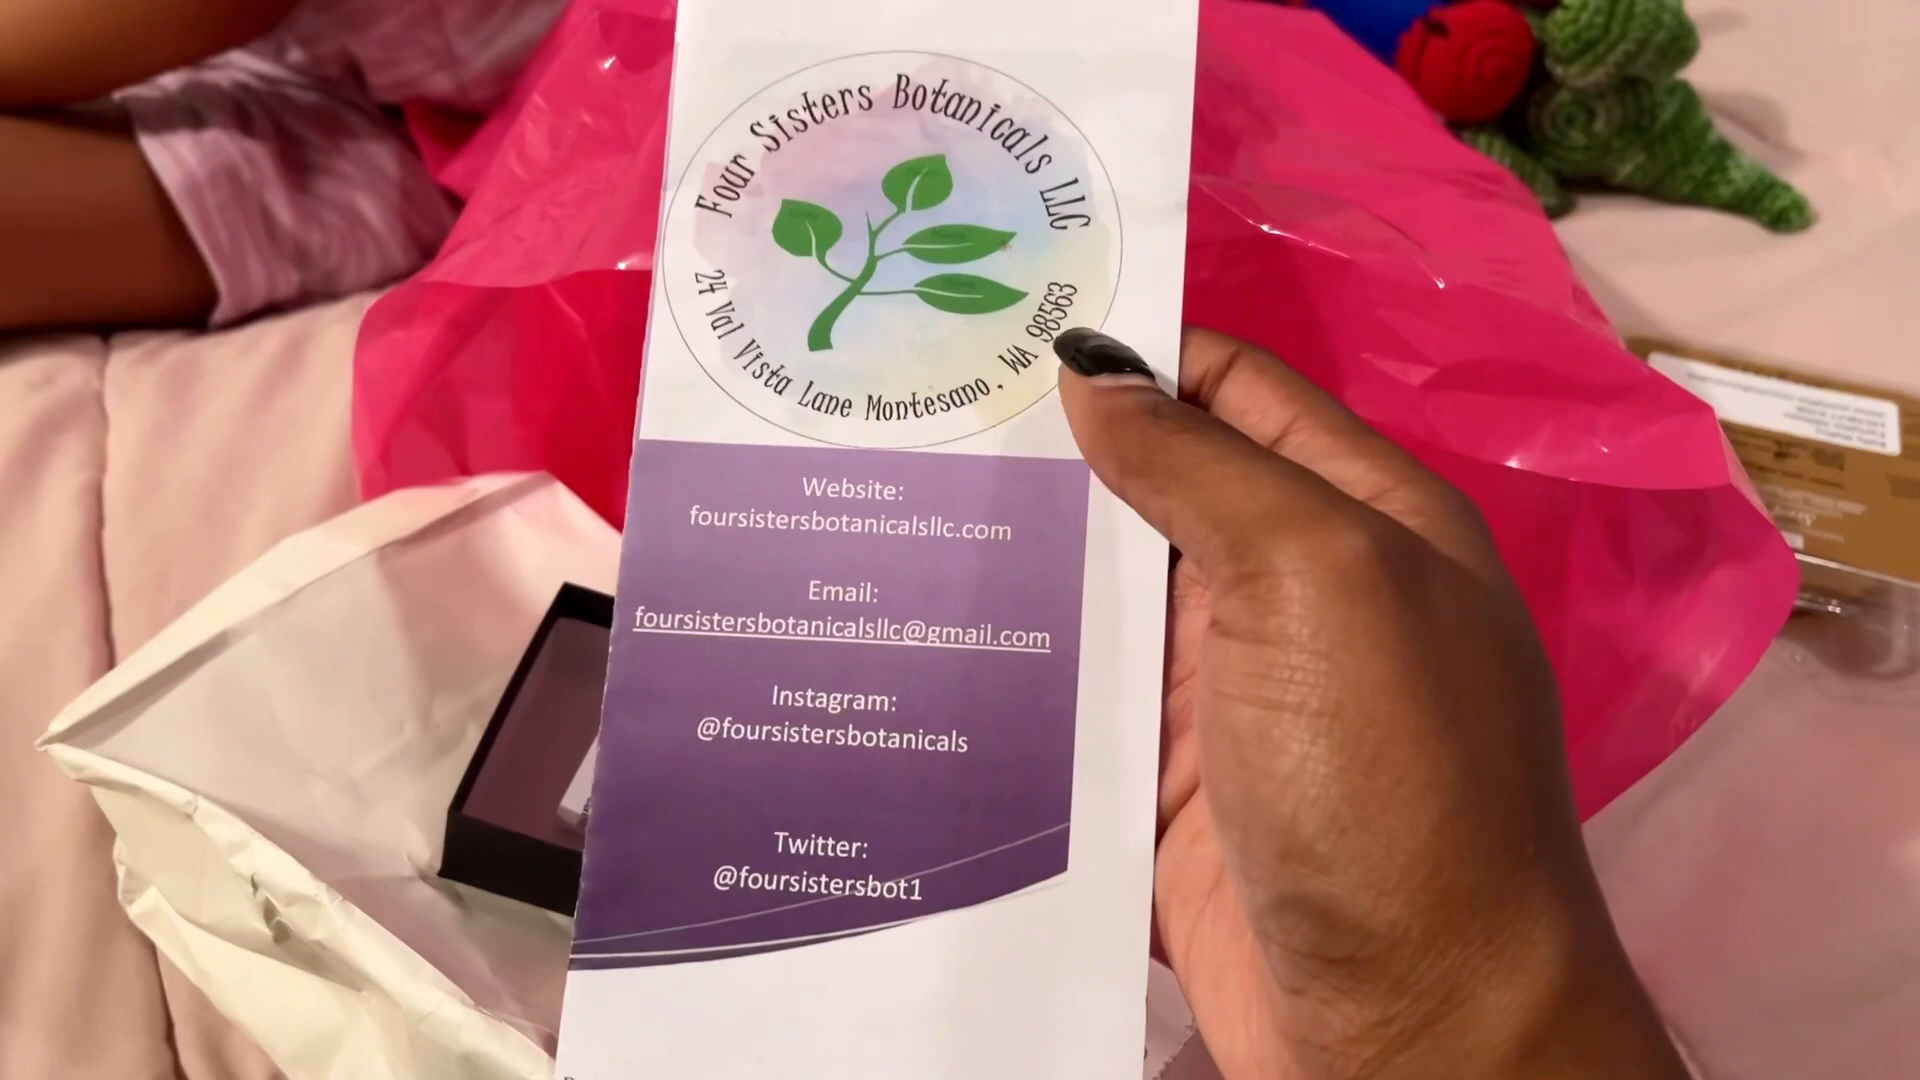 Four Sisters Botanicals LLC
24 Val Vista Lane Montesano, WA 98563
Website:
foursistersbotanicalsllc.com
Email:
foursistersbotanicalsllc@gmail.com
Instagram:
@foursistersbotanicals
Twitter:
@foursistersbot1